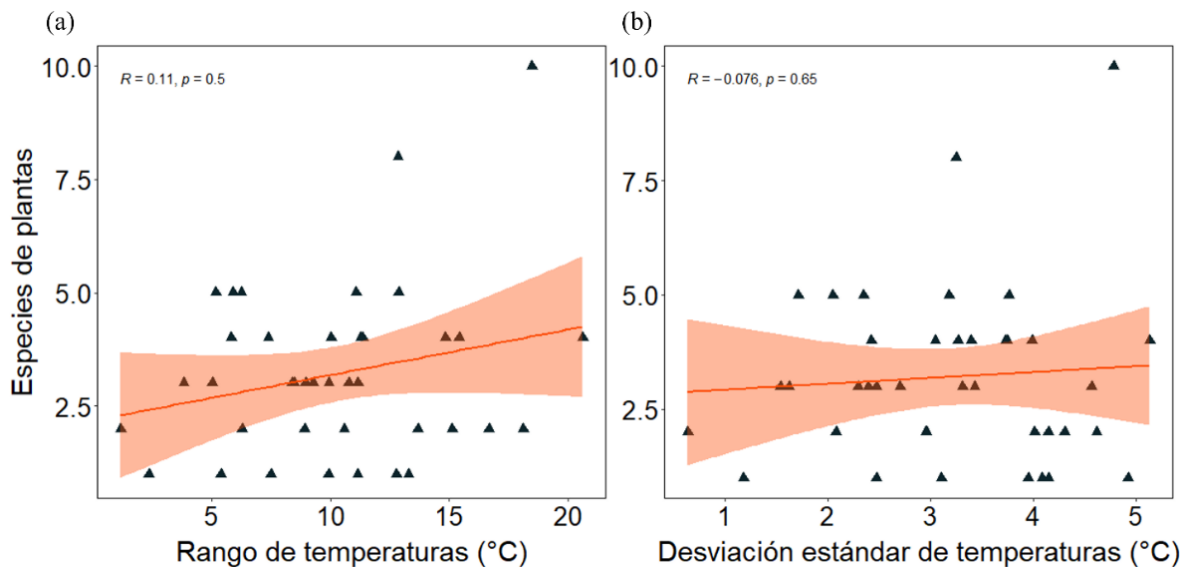 (a)
R = 0.11, p = 0.5
10.0
7.5
5.0
2.5
Especies de plantas
5 10 15 20
Rango de temperaturas (°C)
(b)
R = −0.076, p = 0.65
10.0
7.5
5.0
2.5
1 2 3 4 5
Desviación estándar de temperaturas (°C)